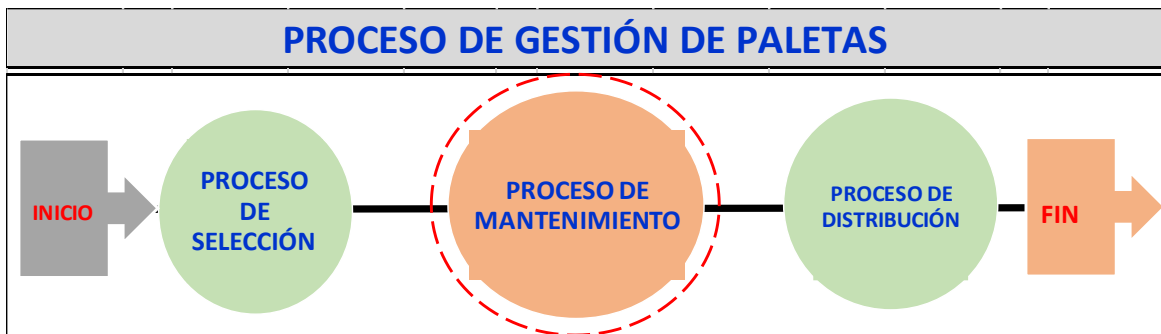 PROCESO DE GESTIÓN DE PALETAS
INICIO
PROCESO
DE
SELECCIÓN
PROCESO DE
MANTENIMIENTO
PROCESO DE
DISTRIBUCIÓN
FIN